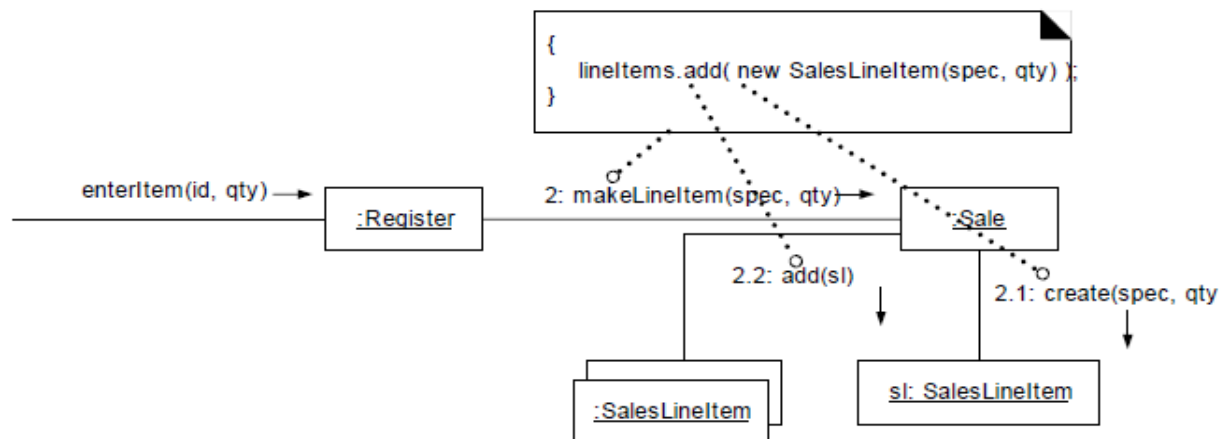 {
lineItems.add( new SalesLineItem(spec, qty) );
}
enterItem(id, qty)
2: makeLineItem(spec, qty)
:Register
:Sale
2.2: add(sl)
2.1: create(spec, qty
:SalesLineItem
sl: SalesLineItem